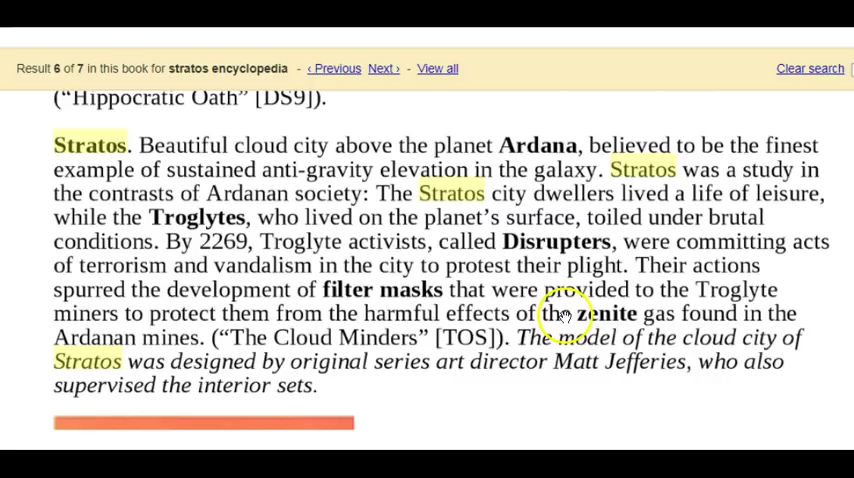 Result 6 of 7 in this book for stratos encyclopedia - ‹ Previous Next › - View all Clear search
(“Hippocratic Oath” [DS9]).
Stratos. Beautiful cloud city above the planet Ardana, believed to be the finest
example of sustained anti-gravity elevation in the galaxy. Stratos was a study in
the contrasts of Ardanan society: The Stratos city dwellers lived a life of leisure,
while the Troglytes, who lived on the planet’s surface, toiled under brutal
conditions. By 2269, Troglyte activists, called Disrupters, were committing acts
of terrorism and vandalism in the city to protest their plight. Their actions
spurred the development of filter masks that were provided to the Troglyte
miners to protect them from the harmful effects of the zenite gas found in the
Ardanan mines. (“The Cloud Minders” [TOS]). The model of the cloud city of
Stratos was designed by original series art director Matt Jefferies, who also
supervised the interior sets.